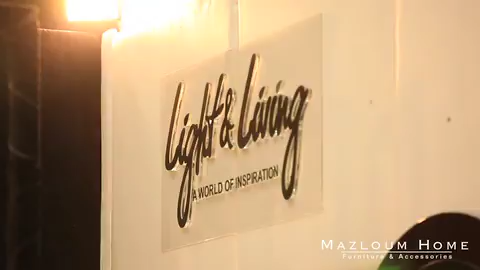 Light & Living
A WORLD OF INSPIRATION
MAZLOUM HOME
Furniture & Accessories